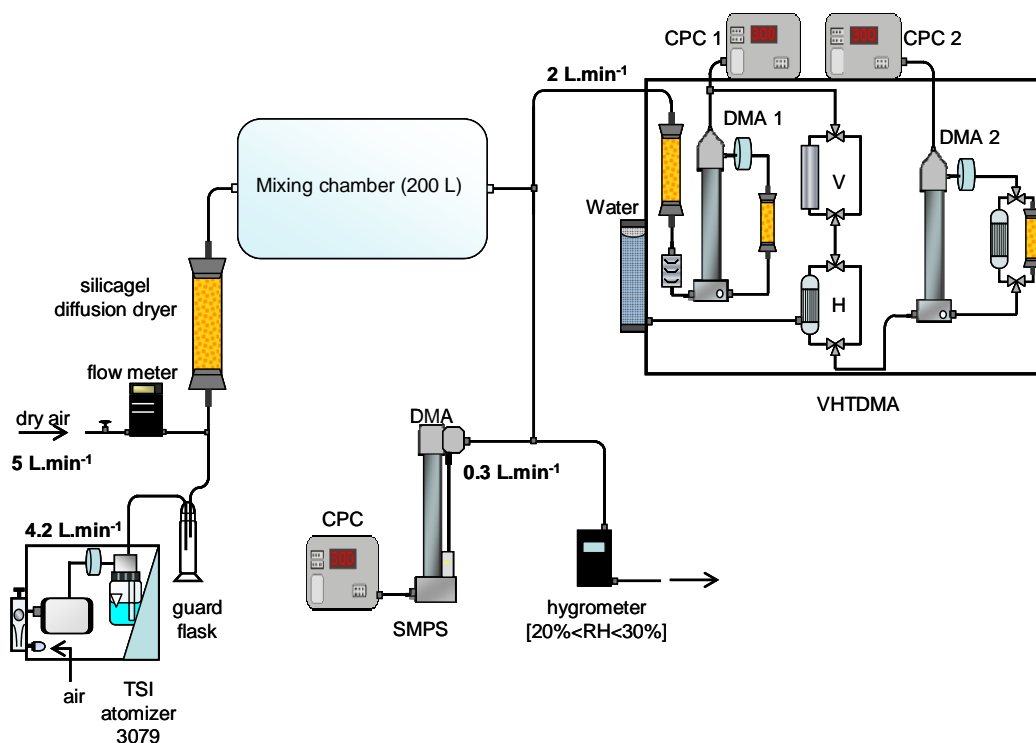 CPC 1
CPC 2
2 L.min-1
DMA 1
DMA 2
Mixing chamber (200 L)
V
Water
H
silicagel
diffusion dryer
flow meter
VHTDMA
dry air
DMA
5 L.min-1
0.3 L.min-1
4.2 L.min-1
CPC
300
guard
flask
hygrometer
[20%<RH<30%]
SMPS
air
TSI
atomizer
3079